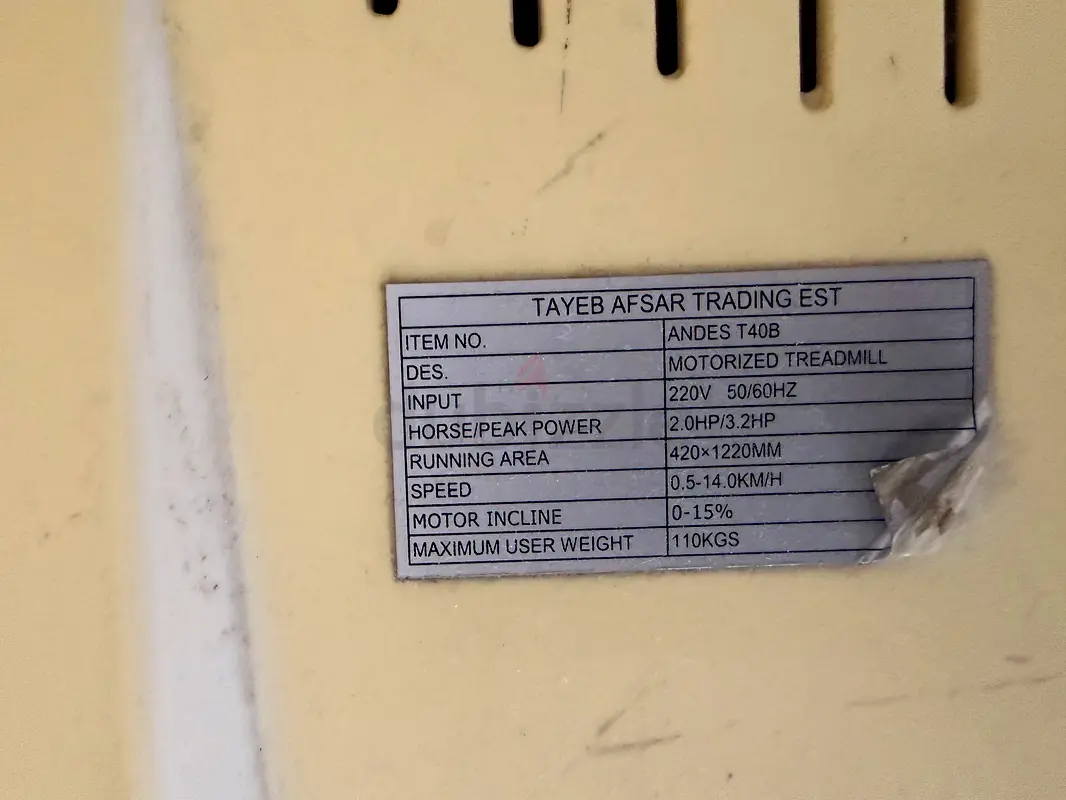 TAYEB AFSAR TRADING EST
ITEM NO. ANDES T40B
DES. MOTORIZED TREADMILL
INPUT 220V 50/60HZ
HORSE/PEAK POWER 2.0HP/3.2HP
RUNNING AREA 420×1220MM
SPEED 0.5-14.0KM/H
MOTOR INCLINE 0-15%
MAXIMUM USER WEIGHT 110KGS